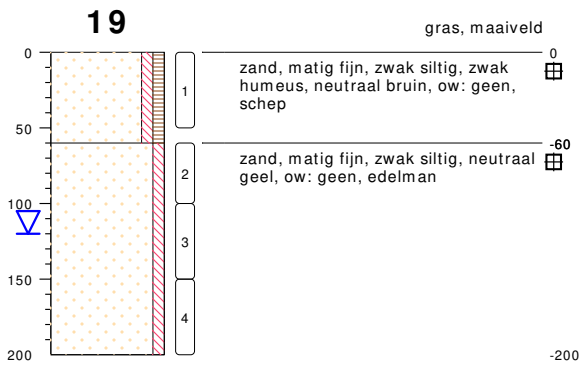 19
gras, maaiveld
0
0
zand, matig fijn, zwak siltig, zwak
humeus, neutraal bruin, ow: geen,
schep
1
50
-60
zand, matig fijn, zwak siltig, neutraal
geel, ow: geen, edelman
2
100
3
150
4
200
-200